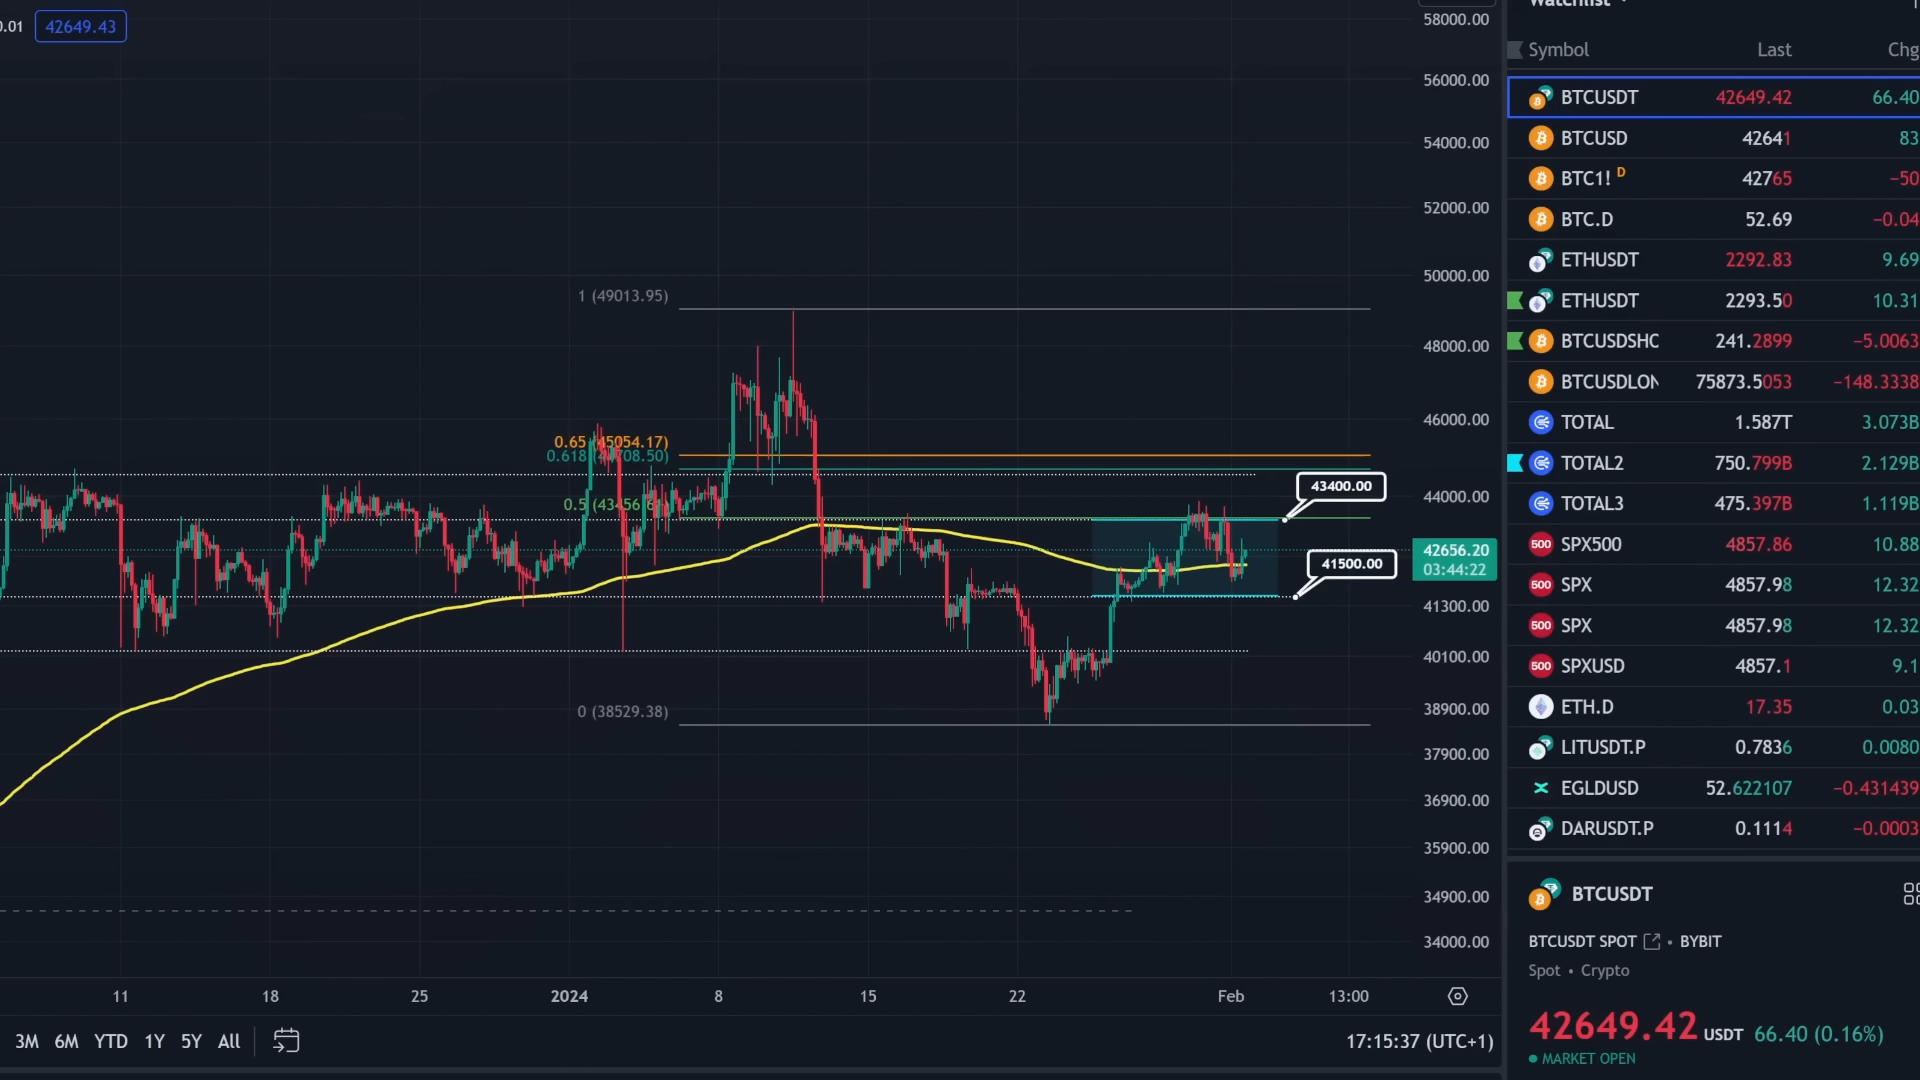 0.01 42649.43
58000.00
56000.00
54000.00
52000.00
50000.00
48000.00
46000.00
44000.00
42656.20
03:44:22
41300.00
40100.00
38900.00
37900.00
36900.00
35900.00
34900.00
34000.00
1 (49013.95)
0.65 (45054.17)
0.618
0.5
0 (38529.38)
43400.00
41500.00
11 18 25 2024 8 15 22 Feb 13:00
3M 6M YTD 1Y 5Y All
17:15:37 (UTC+1)
Watchlist
Symbol Last Chg
BTCUSDT 42649.42 66.40
BTCUSD 42641 83
BTC1! D 42765 −50
BTC.D 52.69 −0.04
ETHUSDT 2292.83 9.69
ETHUSDT 2293.50 10.31
BTCUSDSHO 241.2899 −5.0063
BTCUSDLON 75873.5053 −148.3338
TOTAL 1.587T 3.073B
TOTAL2 750.799B 2.129B
TOTAL3 475.397B 1.119B
500 SPX500 4857.86 10.88
500 SPX 4857.98 12.32
500 SPX 4857.98 12.32
500 SPXUSD 4857.1 9.1
ETH.D 17.35 0.03
LITUSDT.P 0.7836 0.0080
EGLDUSD 52.622107 −0.431439
DARUSDT.P 0.1114 −0.0003
BTCUSDT
BTCUSDT SPOT • BYBIT
Spot • Crypto
42649.42 USDT 66.40 (0.16%)
MARKET OPEN